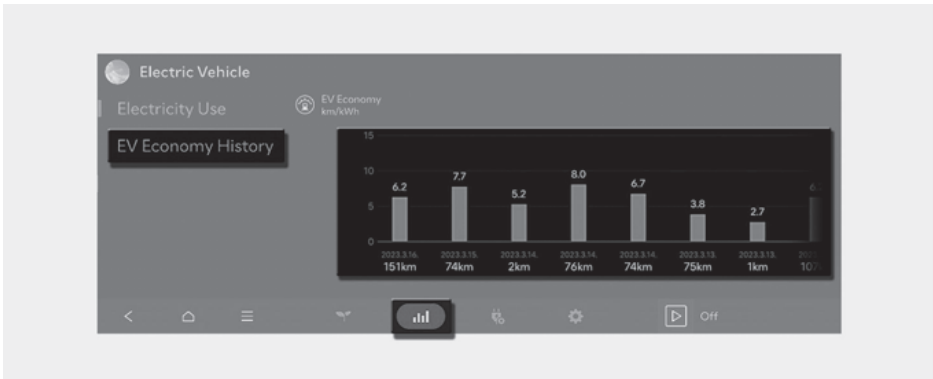 Electric Vehicle
Electricity Use
EV Economy History
EV Economy
km/kWh
15
10
5
0
6.2 7.7 5.2 8.0 6.7 3.8 2.7
2023.3.16. 2023.3.15. 2023.3.14. 2023.3.14. 2023.3.14. 2023.3.13. 2023.3.13.
151km 74km 2km 76km 74km 75km 1km
Off